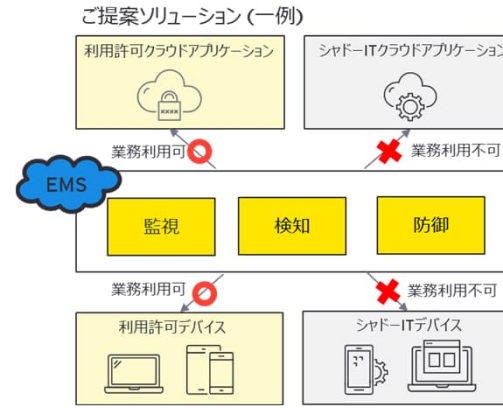 ご提案ソリューション(一例)
利用許可クラウドアプリケーション
シャドーITクラウドアプリケーション
××××
業務利用可
業務利用不可
EMS
監視
検知
防御
業務利用可
業務利用不可
利用許可デバイス
シャドーITデバイス